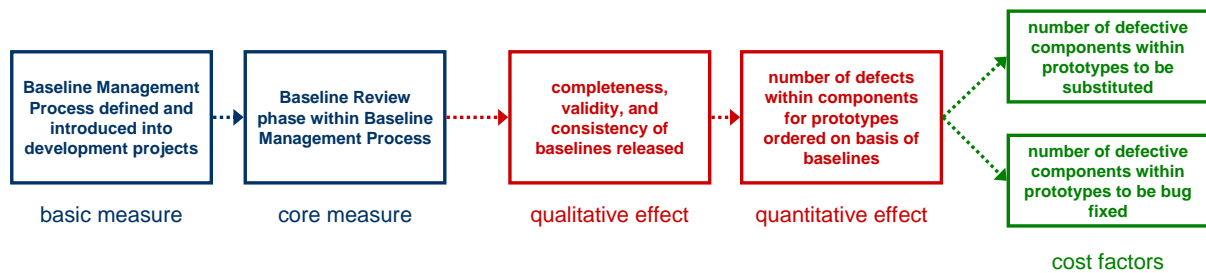 Baseline Management
Process defined and
introduced into
development projects
basic measure
Baseline Review
phase within Baseline
Management Process
core measure
completeness,
validity, and
consistency of
baselines released
qualitative effect
number of defects
within components
for prototypes
ordered on basis of
baselines
quantitative effect
number of defective
components within
prototypes to be
substituted
number of defective
components within
prototypes to be bug
fixed
cost factors